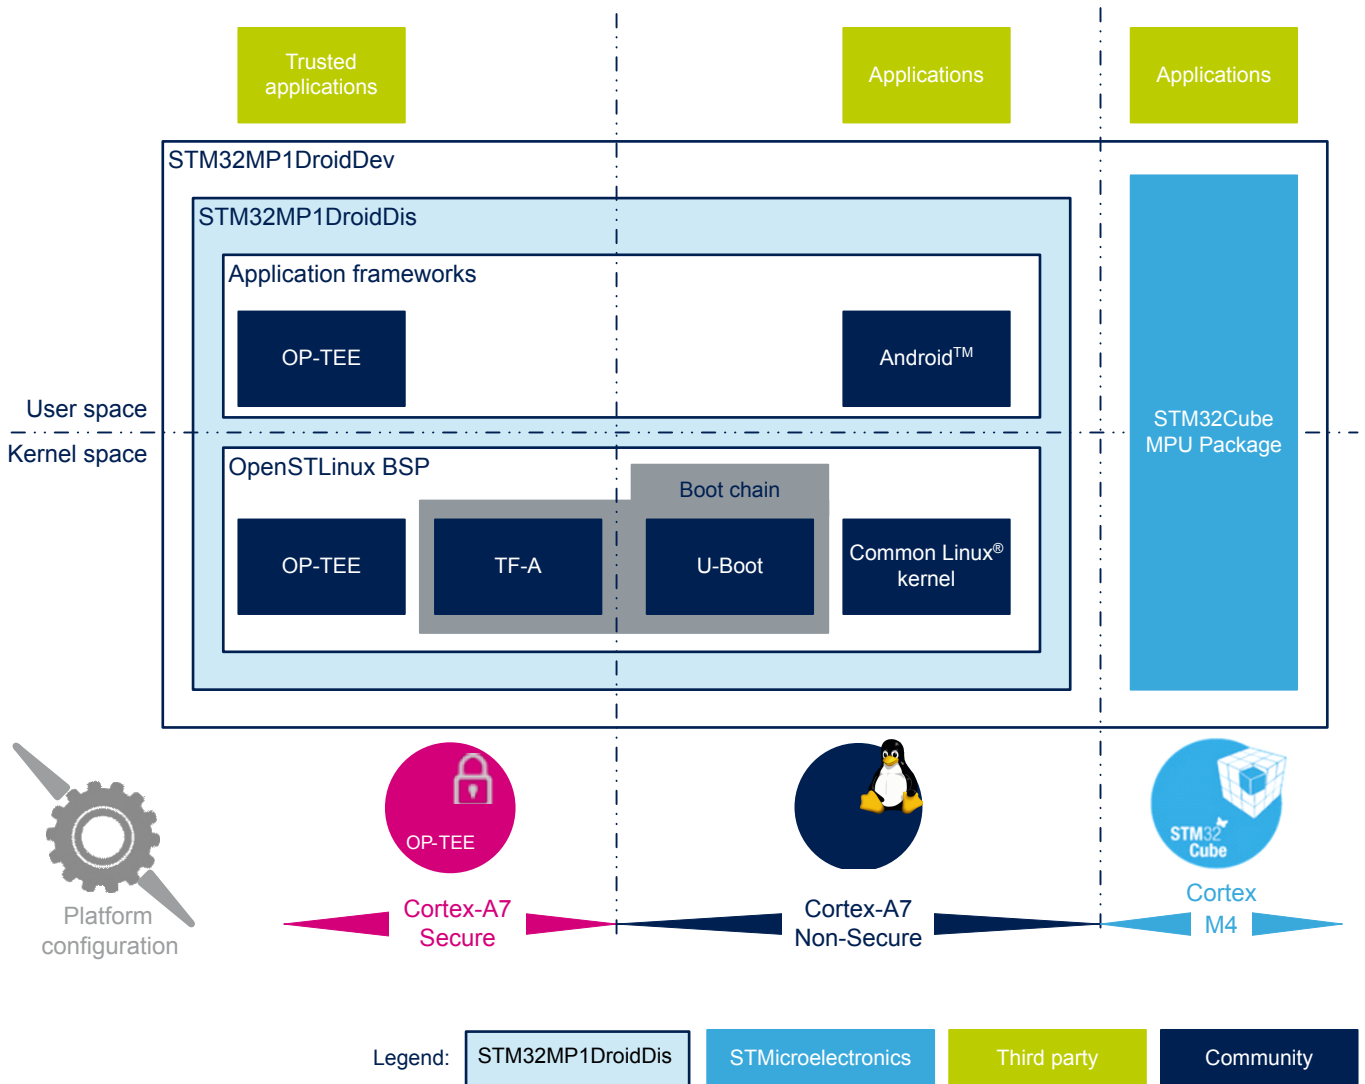 Trusted
applications
Applications
Applications
STM32MP1DroidDev
STM32MP1DroidDis
Application frameworks
OP-TEE
Android™
User space
Kernel space
STM32Cube
MPU Package
OpenSTLinux BSP
Boot chain
OP-TEE
TF-A
U-Boot
Common Linux®
kernel
OP-TEE
STM32
Cube
Platform
configuration
Cortex-A7
Secure
Cortex-A7
Non-Secure
Cortex
M4
Legend:
STM32MP1DroidDis
STMicroelectronics
Third party
Community